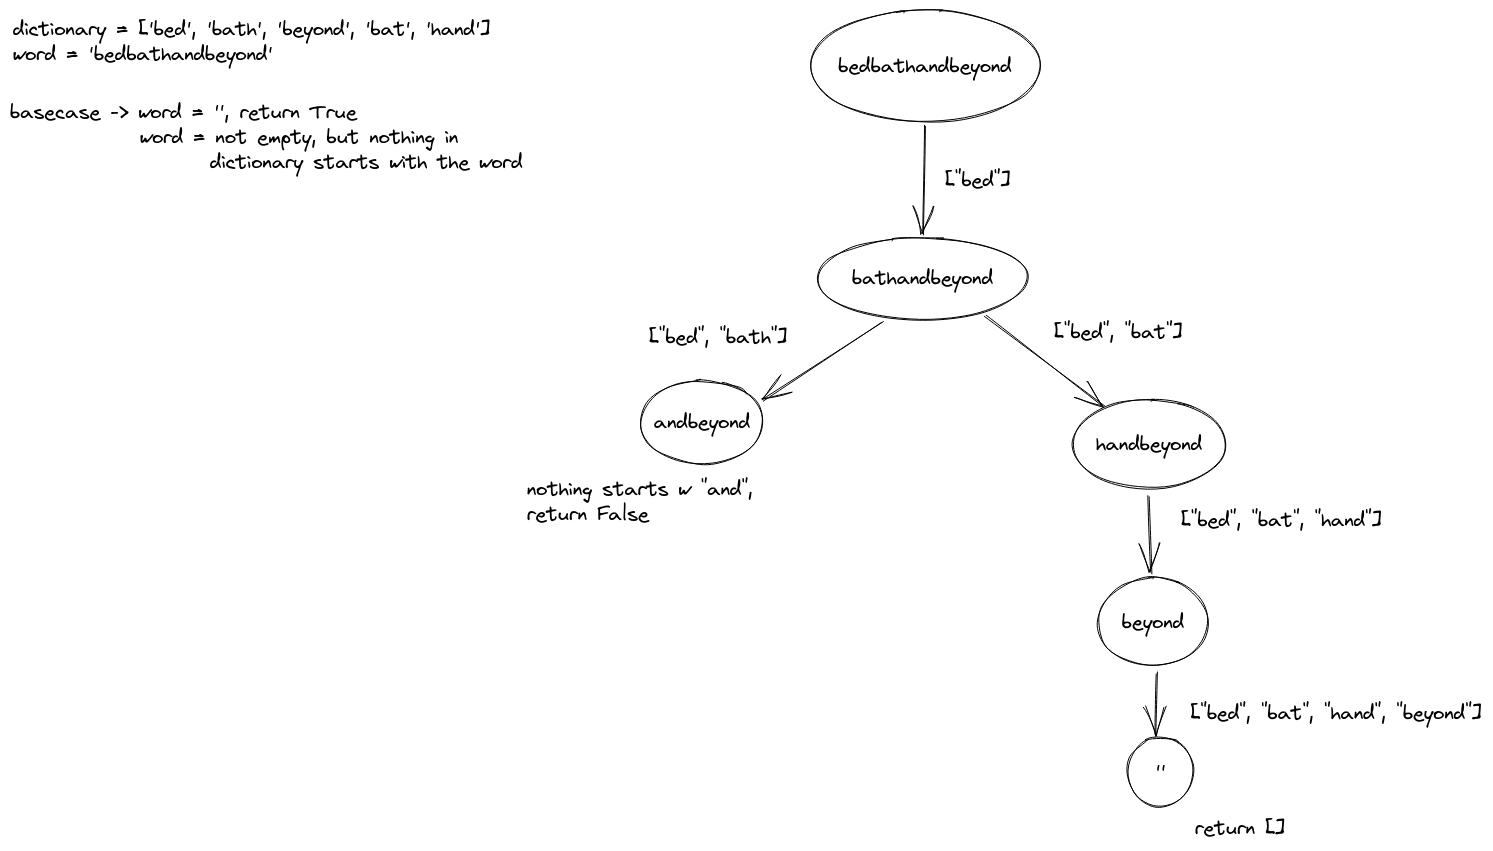 dictionary = ['bed', 'bath', 'beyond', 'bat', 'hand']
word = 'bedbathandbeyond'
basecase -> word = '', return True
word = not empty, but nothing in
dictionary starts with the word
bedbathandbeyond
["bed"]
bathandbeyond
["bed", "bath"]
["bed", "bat"]
andbeyond
handbeyond
nothing starts w "and",
return False
["bed", "bat", "hand"]
beyond
["bed", "bat", "hand", "beyond"]
''
return []